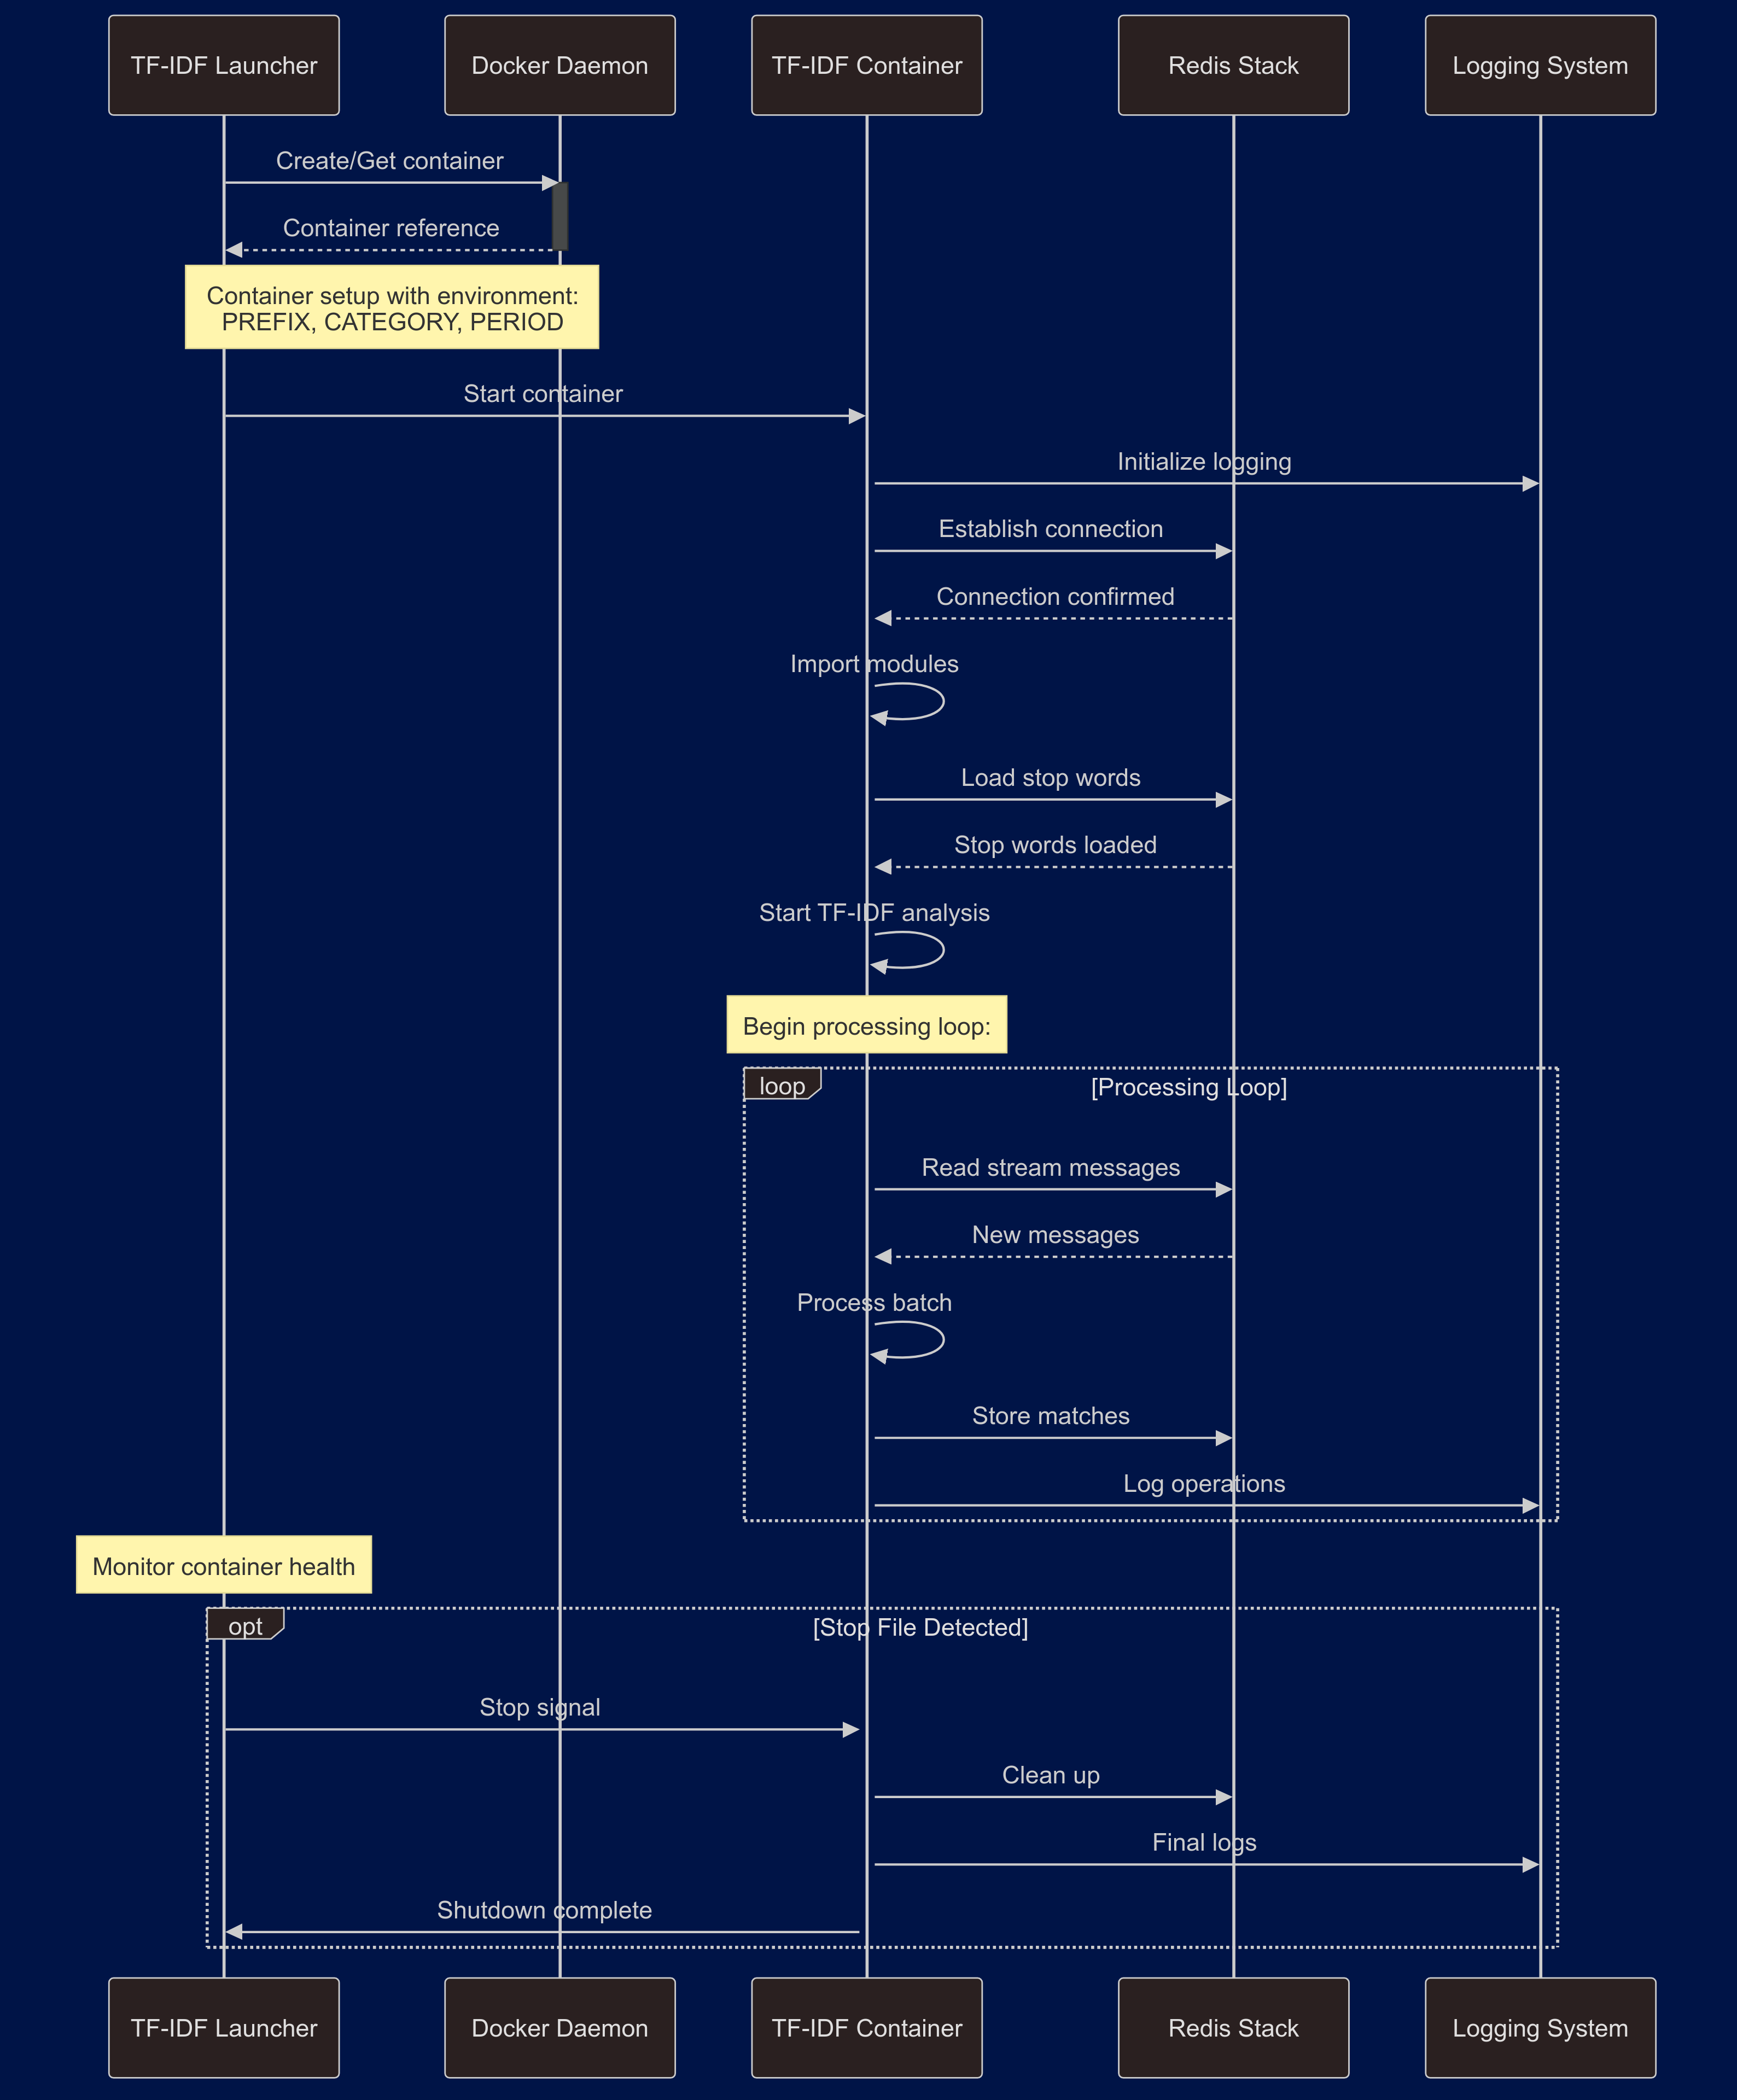 TF-IDF Launcher
Docker Daemon
TF-IDF Container
Redis Stack
Logging System
Create/Get container
Container reference
Container setup with environment:
PREFIX, CATEGORY, PERIOD
Start container
Initialize logging
Establish connection
Connection confirmed
Import modules
Load stop words
Stop words loaded
Start TF-IDF analysis
Begin processing loop:
loop
[Processing Loop]
Read stream messages
New messages
Process batch
Store matches
Log operations
Monitor container health
opt
[Stop File Detected]
Stop signal
Clean up
Final logs
Shutdown complete
TF-IDF Launcher
Docker Daemon
TF-IDF Container
Redis Stack
Logging System